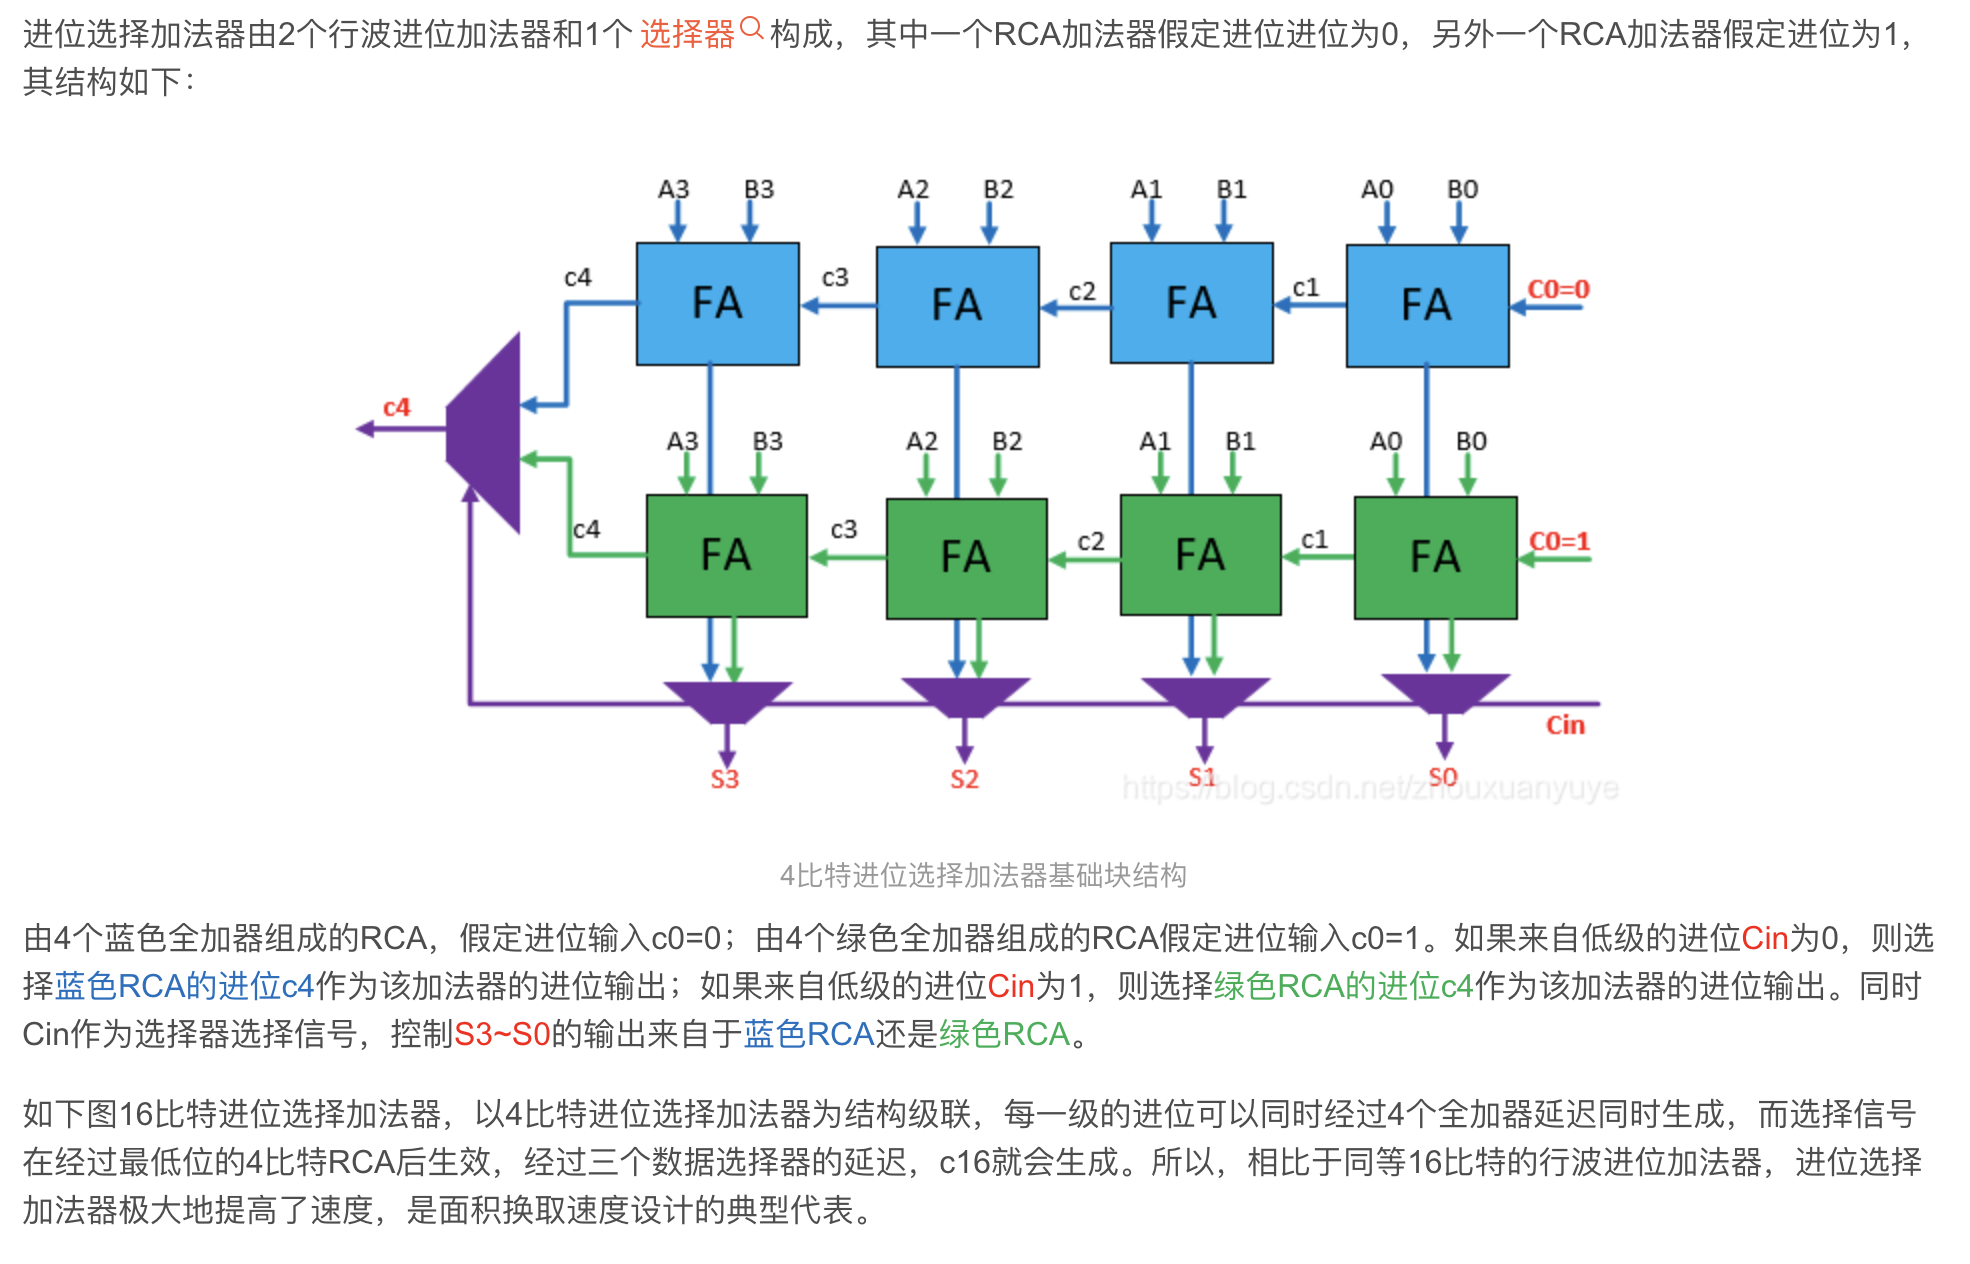 进位选择加法器由2个行波进位加法器和1个 选择器 构成，其中一个RCA加法器假定进位进位为0，另外一个RCA加法器假定进位为1，
其结构如下：
A3 B3 A2 B2 A1 B1 A0 B0
FA FA FA FA
c4 c3 c2 c1 C0=0
c4
A3 B3 A2 B2 A1 B1 A0 B0
FA FA FA FA
c4 c3 c2 c1 C0=1
Cin
S3 S2 S1 S0
https://blog.csdn.net/zhouxuanyuye
4比特进位选择加法器基础块结构
由4个蓝色全加器组成的RCA，假定进位输入c0=0；由4个绿色全加器组成的RCA假定进位输入c0=1。如果来自低级的进位Cin为0，则选
择蓝色RCA的进位c4作为该加法器的进位输出；如果来自低级的进位Cin为1，则选择绿色RCA的进位c4作为该加法器的进位输出。同时
Cin作为选择器选择信号，控制S3~S0的输出来自于蓝色RCA还是绿色RCA。
如下图16比特进位选择加法器，以4比特进位选择加法器为结构级联，每一级的进位可以同时经过4个全加器延迟同时生成，而选择信号
在经过最低位的4比特RCA后生效，经过三个数据选择器的延迟，c16就会生成。所以，相比于同等16比特的行波进位加法器，进位选择
加法器极大地提高了速度，是面积换取速度设计的典型代表。